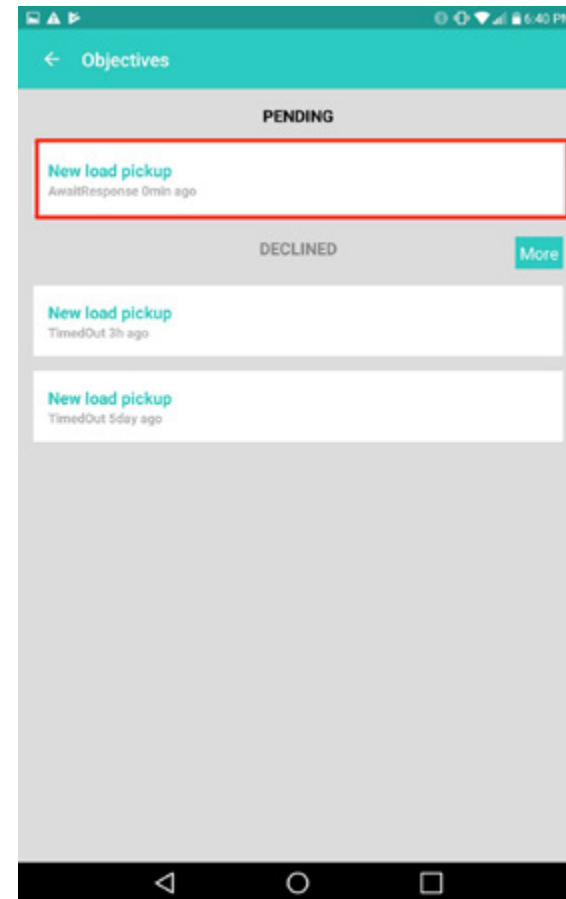 6:40 PM
Objectives
PENDING
New load pickup
AwaitResponse 0min ago
DECLINED
More
New load pickup
TimedOut 3h ago
New load pickup
TimedOut 5day ago